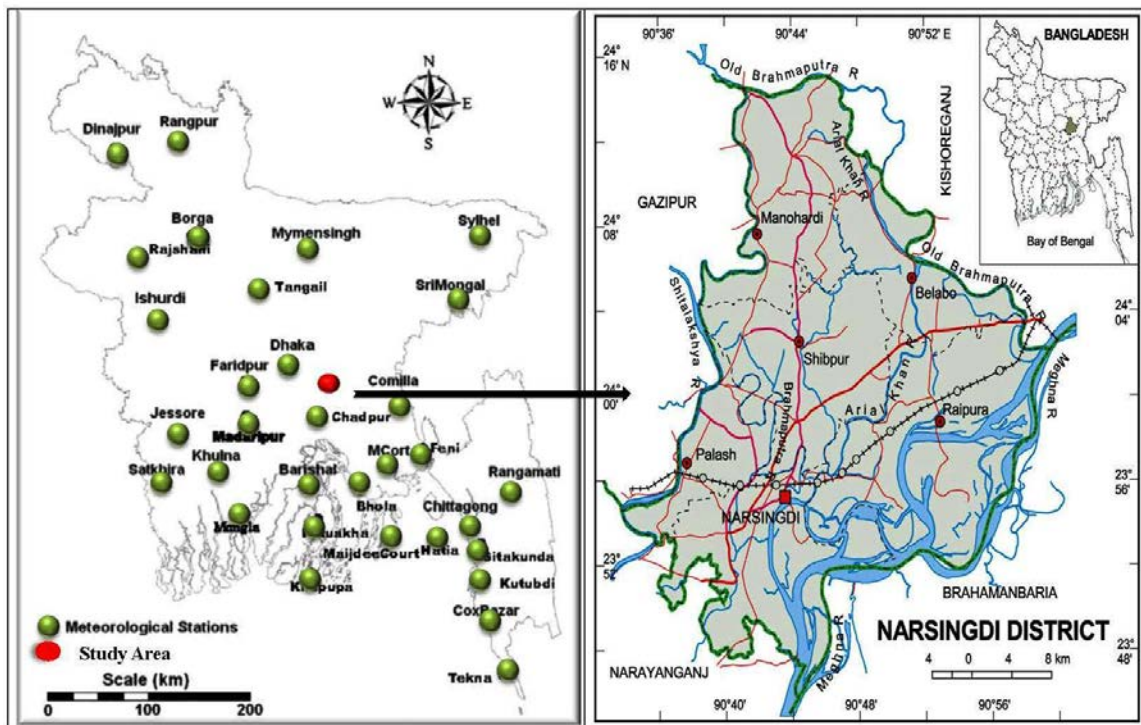 N
W E
S
Dinajpur
Rangpur
Borga
Rajshahi
Mymensingh
Sylhel
Tangail
SriMongal
Ishurdi
Dhaka
Faridpur
Comilla
Chadpur
Jessore
Madaripur
Khulna
Satkhira
Barishal
MCort
Feni
Rangamati
Bhola
Chittagong
Mongla
MaijdeeCourt
Hatia
Sitakunda
Kutubdi
CoxBazar
Tekna
Meteorological Stations
Study Area
Scale (km)
0 100 200
90°36' 90°44' 90°52' E
24°
16' N
Old Brahmaputra R
KISHOREGANJ
BANGLADESH
Bay of Bengal
GAZIPUR
Arial Khan R
24°
08'
Manohardi
Old Brahmaputra R
Belabo
24°
04'
Shitalakshya R
Shibpur
Meghna R
24°
00'
Brahmaputra R
Aria Khan
Raipura
Palash
23°
56'
NARSINGDI
23°
52'
BRAHAMANBARIA
NARSINGDI DISTRICT
4 0 4 8 km
23°
48'
NARAYANGANJ
Meghna R
90°40' 90°48' 90°56'